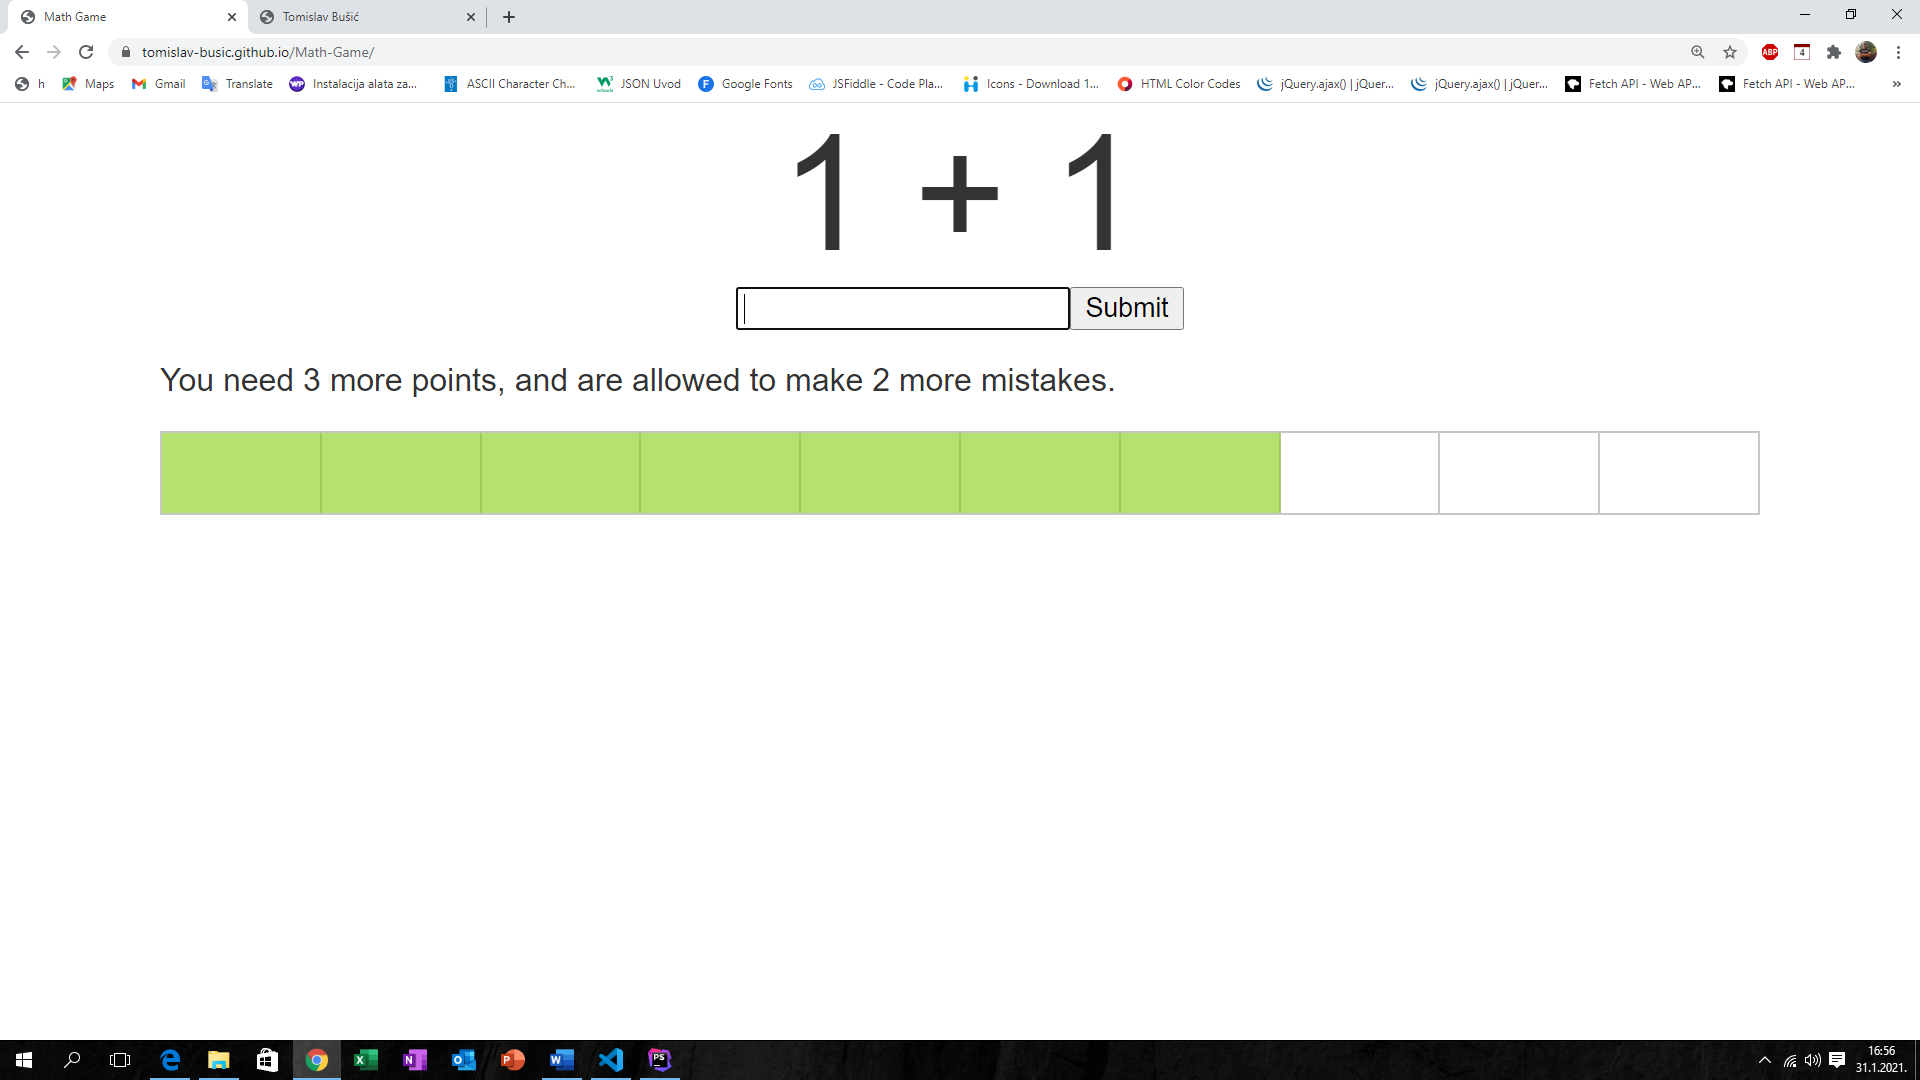 Math Game
Tomislav Bušić
tomislav-busic.github.io/Math-Game/
ABP
4
h
Maps
Gmail
Translate
Instalacija alata za...
ASCII Character Ch...
JSON Uvod
Google Fonts
JSFiddle - Code Pla...
Icons - Download 1...
HTML Color Codes
jQuery.ajax() | jQuer...
jQuery.ajax() | jQuer...
Fetch API - Web AP...
Fetch API - Web AP...
»
1 + 1
Submit
You need 3 more points, and are allowed to make 2 more mistakes.
16:56
31.1.2021.